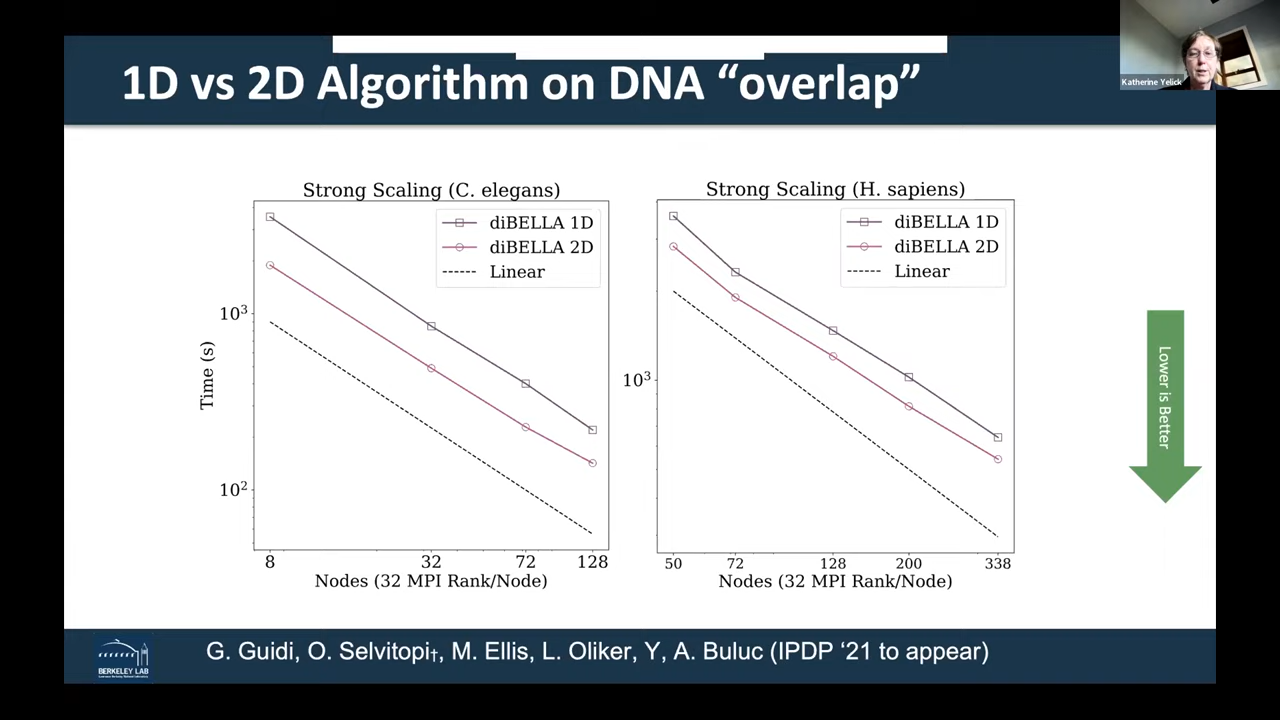 1D vs 2D Algorithm on DNA “overlap”
Katherine Yelick
Strong Scaling (C. elegans)
diBELLA 1D
diBELLA 2D
Linear
10³
10²
Time (s)
8 32 72 128
Nodes (32 MPI Rank/Node)
Strong Scaling (H. sapiens)
diBELLA 1D
diBELLA 2D
Linear
10³
50 72 128 200 338
Nodes (32 MPI Rank/Node)
Lower is Better
BERKELEY LAB
G. Guidi, O. Selvitopi†, M. Ellis, L. Oliker, Y, A. Buluc (IPDP ‘21 to appear)